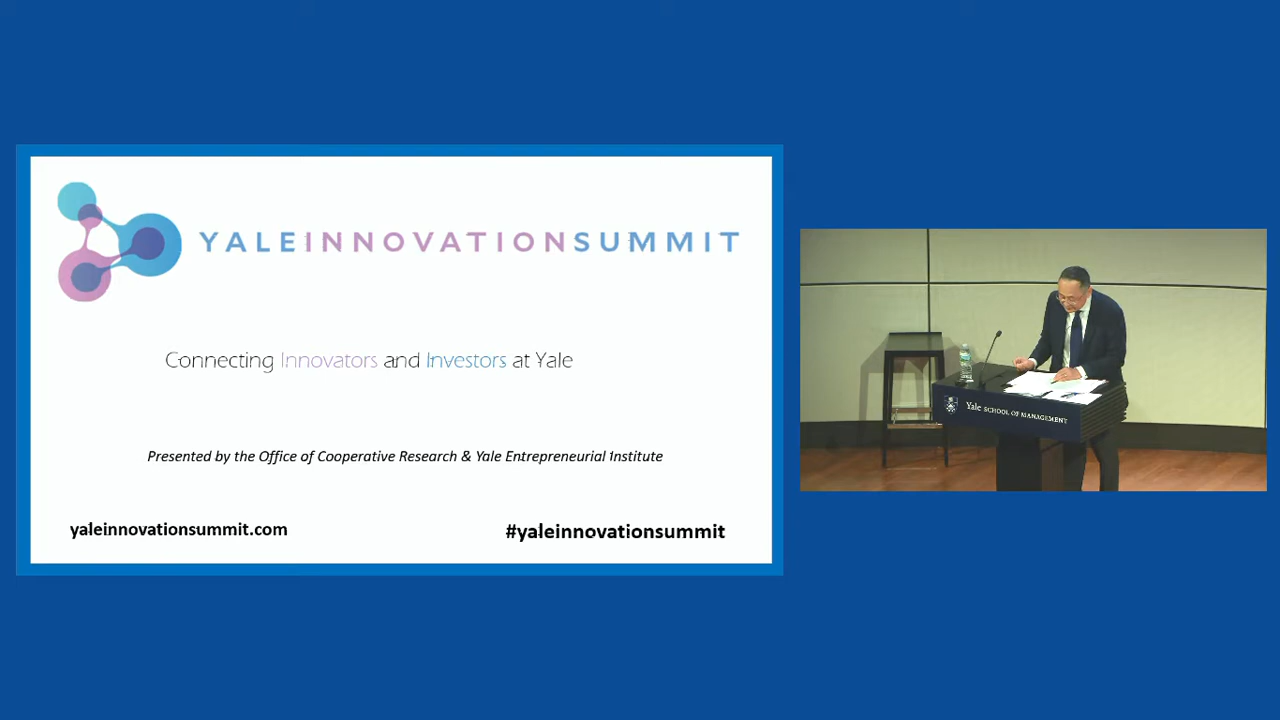 YALEINNOVATIONSUMMIT
Connecting Innovators and Investors at Yale
Presented by the Office of Cooperative Research & Yale Entrepreneurial Institute
yaleinnovationsummit.com
#yaleinnovationsummit
Yale SCHOOL OF MANAGEMENT